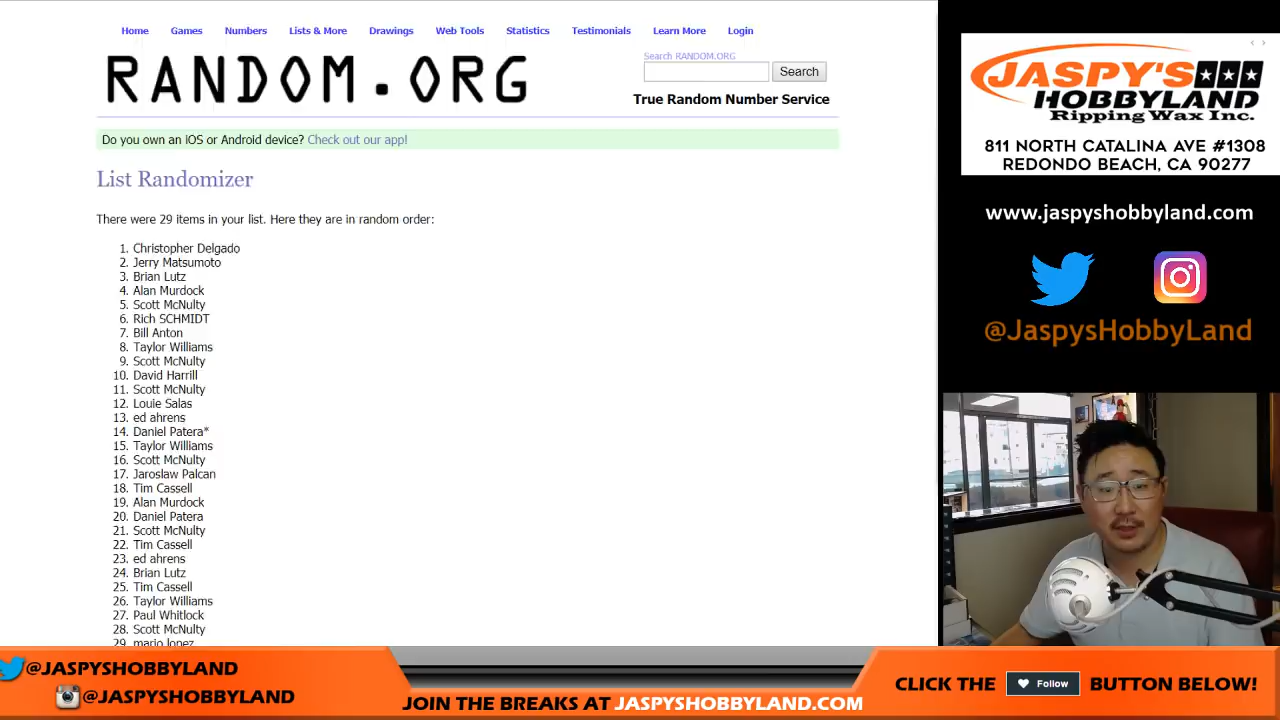 Home Games Numbers Lists & More Drawings Web Tools Statistics Testimonials Learn More Login
RANDOM.ORG
Search RANDOM.ORG
Search
True Random Number Service
Do you own an iOS or Android device? Check out our app!
List Randomizer
There were 29 items in your list. Here they are in random order:
1. Christopher Delgado
2. Jerry Matsumoto
3. Brian Lutz
4. Alan Murdock
5. Scott McNulty
6. Rich SCHMIDT
7. Bill Anton
8. Taylor Williams
9. Scott McNulty
10. David Harrill
11. Scott McNulty
12. Louie Salas
13. ed ahrens
14. Daniel Patera*
15. Taylor Williams
16. Scott McNulty
17. Jaroslaw Palcan
18. Tim Cassell
19. Alan Murdock
20. Daniel Patera
21. Scott McNulty
22. Tim Cassell
23. ed ahrens
24. Brian Lutz
25. Tim Cassell
26. Taylor Williams
27. Paul Whitlock
28. Scott McNulty
29. mario lopez
JASPY'S
HOBBYLAND
Ripping Wax Inc.
811 NORTH CATALINA AVE #1308
REDONDO BEACH, CA 90277
www.jaspyshobbyland.com
@JaspysHobbyLand
@JASPYSHOBBYLAND
@JASPYSHOBBYLAND
JOIN THE BREAKS AT JASPYSHOBBYLAND.COM
CLICK THE Follow BUTTON BELOW!